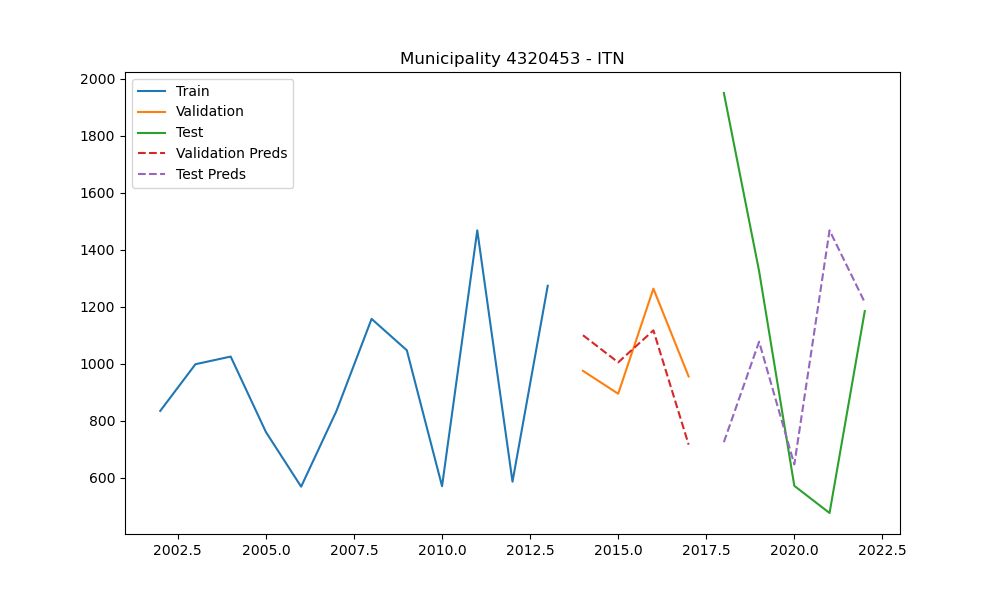 Municipality 4320453 - ITN
Train
Validation
Test
Validation Preds
Test Preds
2000
1800
1600
1400
1200
1000
800
600
2002.5 2005.0 2007.5 2010.0 2012.5 2015.0 2017.5 2020.0 2022.5